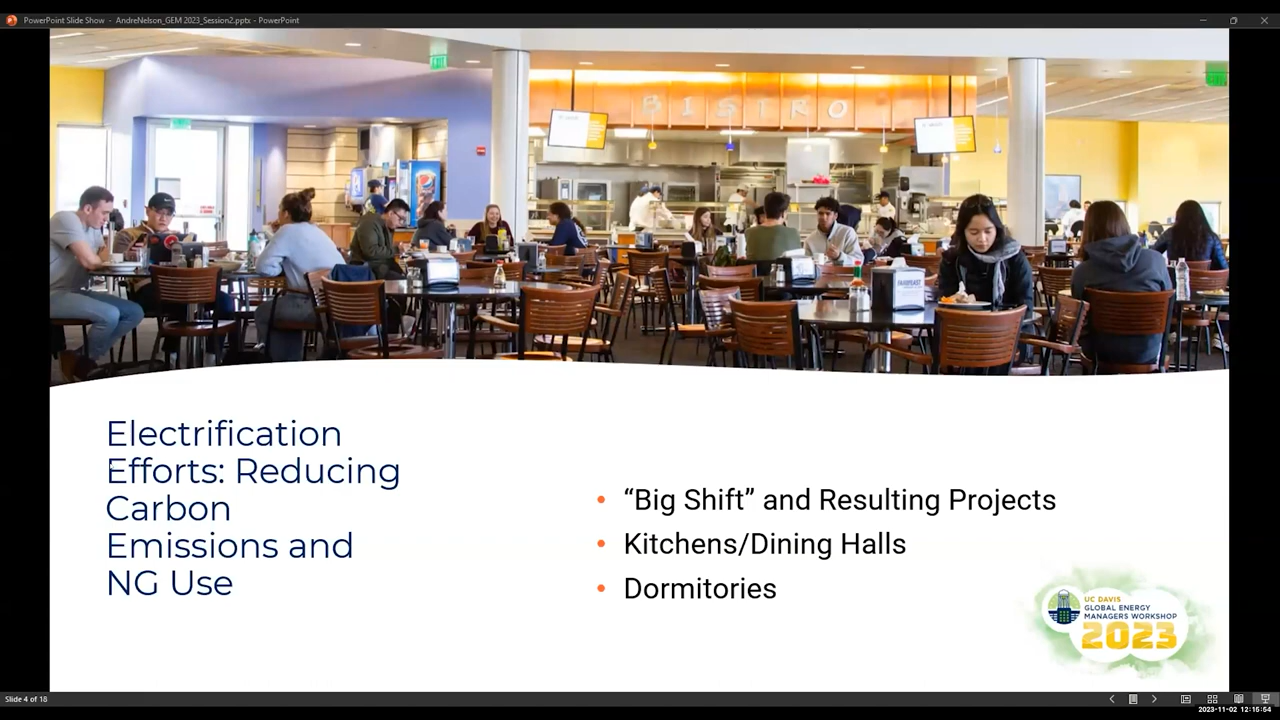 PowerPoint Slide Show - AndreNelson_GEM 2023_Session2.pptx - PowerPoint
EXIT
BISTRO
pepsi
Electrification
Efforts: Reducing
Carbon
Emissions and
NG Use
• “Big Shift” and Resulting Projects
• Kitchens/Dining Halls
• Dormitories
UC DAVIS
GLOBAL ENERGY
MANAGERS WORKSHOP
2023
Slide 4 of 18
2023-11-02 12:15:54